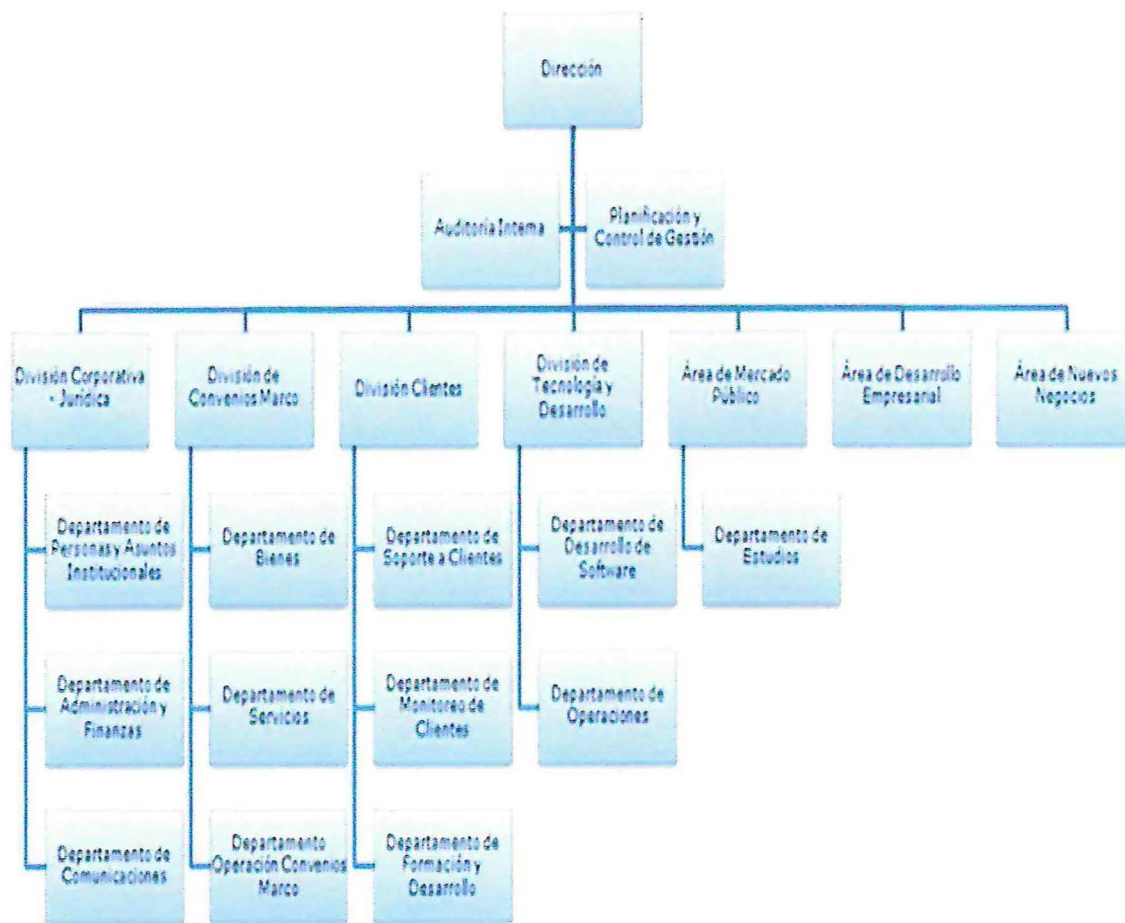 Dirección
Auditoría Interna
Planificación y
Control de Gestión
División Corporativa
- Jurídica
División de
Convenios Marco
División Clientes
División de
Tecnología y
Desarrollo
Área de Mercado
Público
Área de Desarrollo
Empresarial
Área de Nuevos
Negocios
Departamento de
Personas y Asuntos
Institucionales
Departamento de
Bienes
Departamento de
Soporte a Clientes
Departamento de
Desarrollo de
Software
Departamento de
Estudios
Departamento de
Administración y
Finanzas
Departamento de
Servicios
Departamento de
Monitoreo de
Clientes
Departamento de
Operaciones
Departamento de
Comunicaciones
Departamento
Operación Convenios
Marco
Departamento de
Formación y
Desarrollo